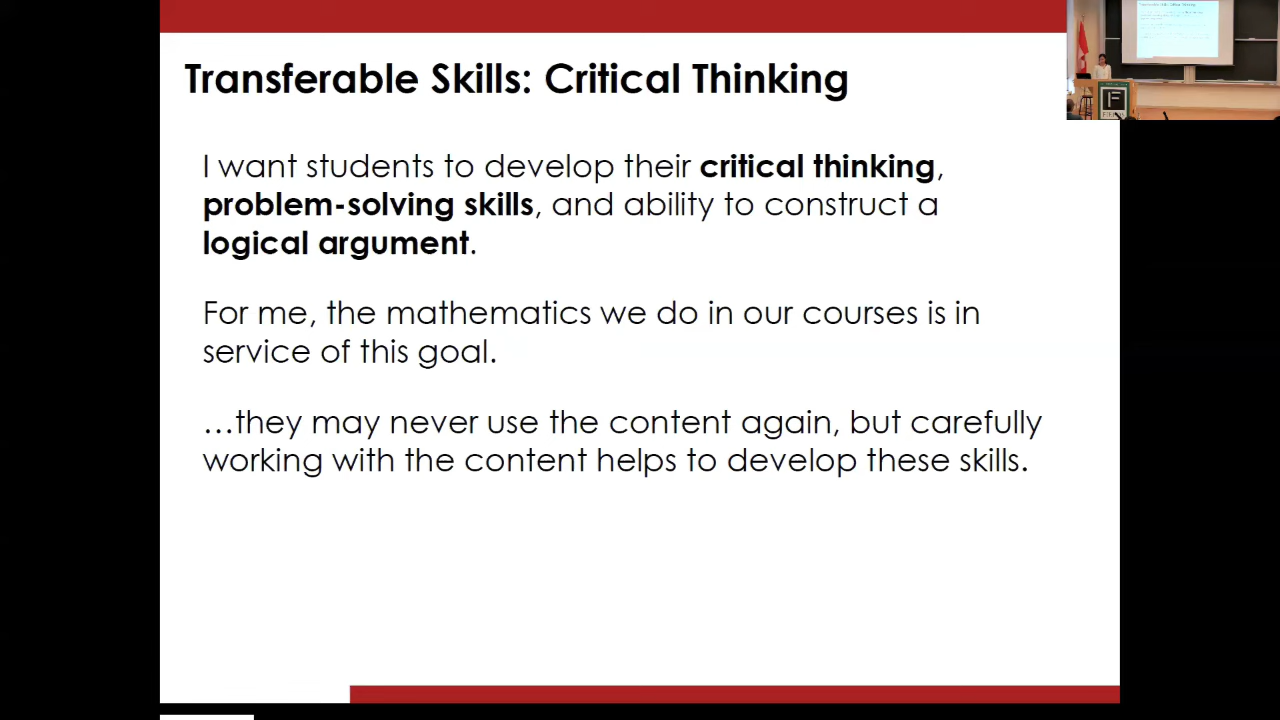 Transferable Skills: Critical Thinking
I want students to develop their critical thinking,
problem-solving skills, and ability to construct a
logical argument.
For me, the mathematics we do in our courses is in
service of this goal.
…they may never use the content again, but carefully
working with the content helps to develop these skills.